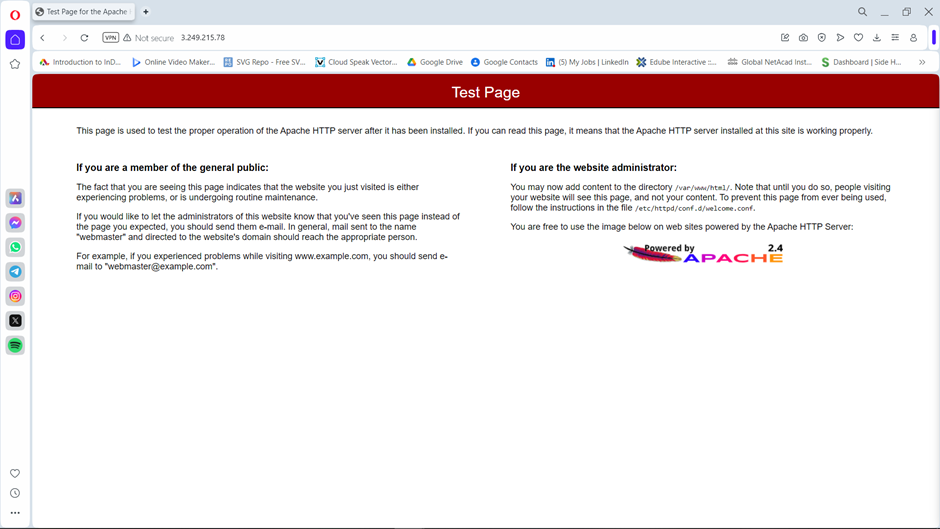 Test Page for the Apache
VPN
Not secure
3.249.215.78
Introduction to InD...
Online Video Maker...
SVG Repo - Free SV...
Cloud Speak Vector...
Google Drive
Google Contacts
(5) My Jobs | LinkedIn
Edube Interactive ::...
Global NetAcad Inst...
Dashboard | Side H...
Test Page
This page is used to test the proper operation of the Apache HTTP server after it has been installed. If you can read this page, it means that the Apache HTTP server installed at this site is working properly.
If you are a member of the general public:
The fact that you are seeing this page indicates that the website you just visited is either
experiencing problems, or is undergoing routine maintenance.
If you would like to let the administrators of this website know that you've seen this page instead of
the page you expected, you should send them e-mail. In general, mail sent to the name
"webmaster" and directed to the website's domain should reach the appropriate person.
For example, if you experienced problems while visiting www.example.com, you should send e-
mail to "webmaster@example.com".
If you are the website administrator:
You may now add content to the directory /var/www/html/. Note that until you do so, people visiting
your website will see this page, and not your content. To prevent this page from ever being used,
follow the instructions in the file /etc/httpd/conf.d/welcome.conf.
You are free to use the image below on web sites powered by the Apache HTTP Server:
Powered by 2.4
APACHE